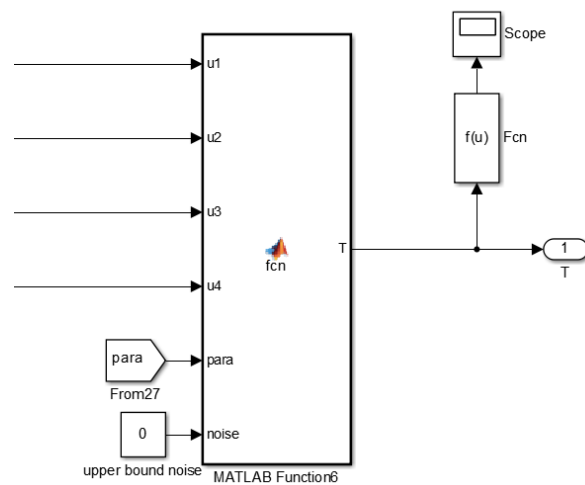 Scope
f(u) Fcn
u1
u2
u3
u4
fcn
T
1
T
para
From27
para
0
upper bound noise
noise
MATLAB Function6